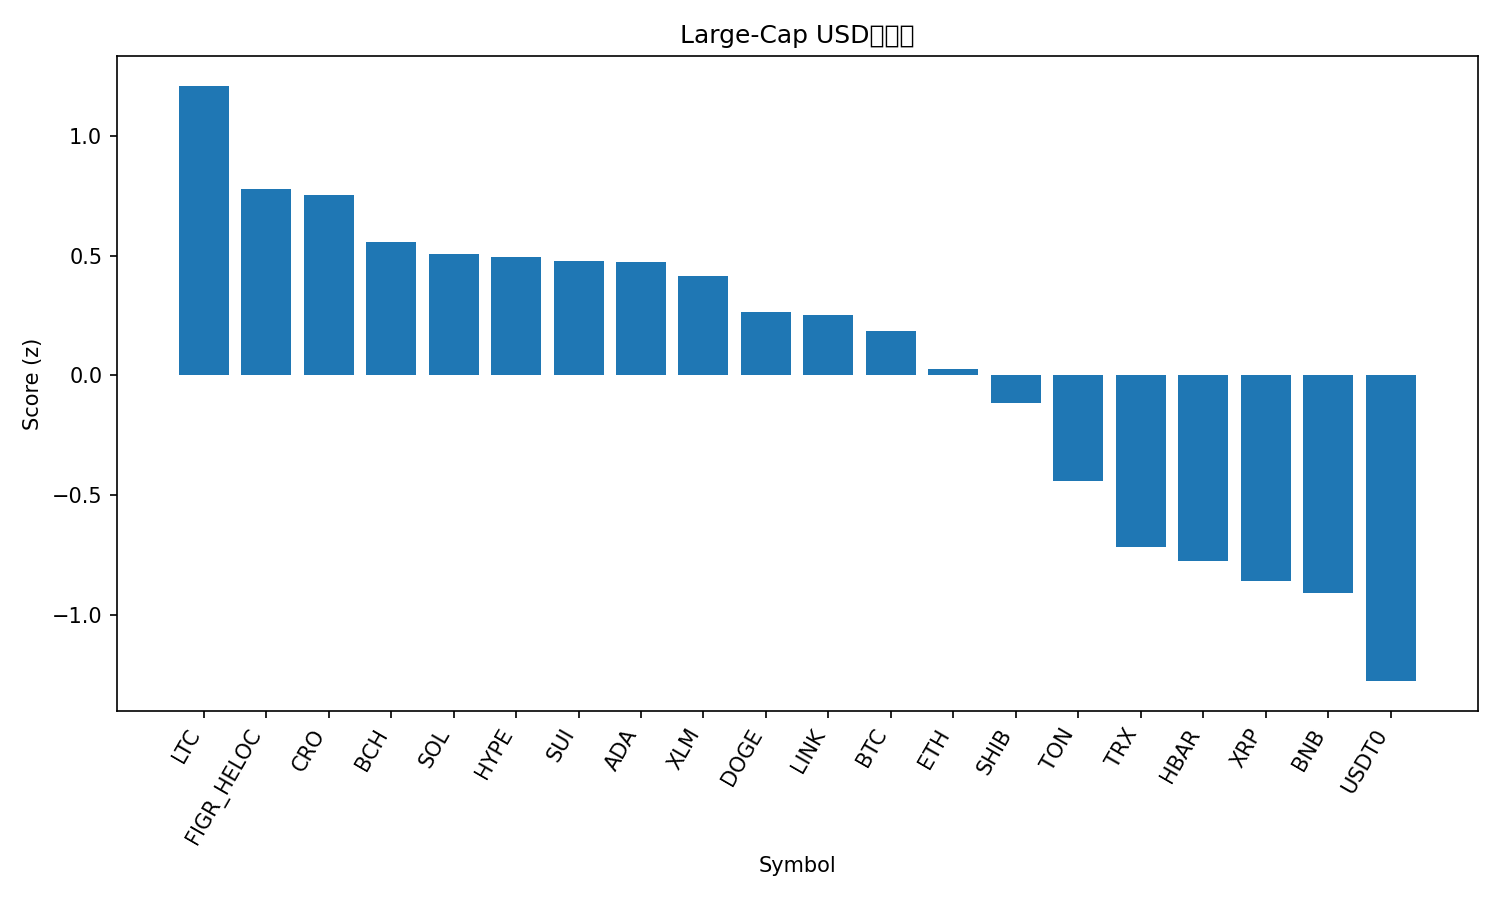 Large-Cap USD
Score (z)
1.0
0.5
0.0
−0.5
−1.0
LTC
FIGR_HELOC
CRO
BCH
SOL
HYPE
SUI
ADA
XLM
DOGE
LINK
BTC
ETH
SHIB
TON
TRX
HBAR
XRP
BNB
USDT0
Symbol